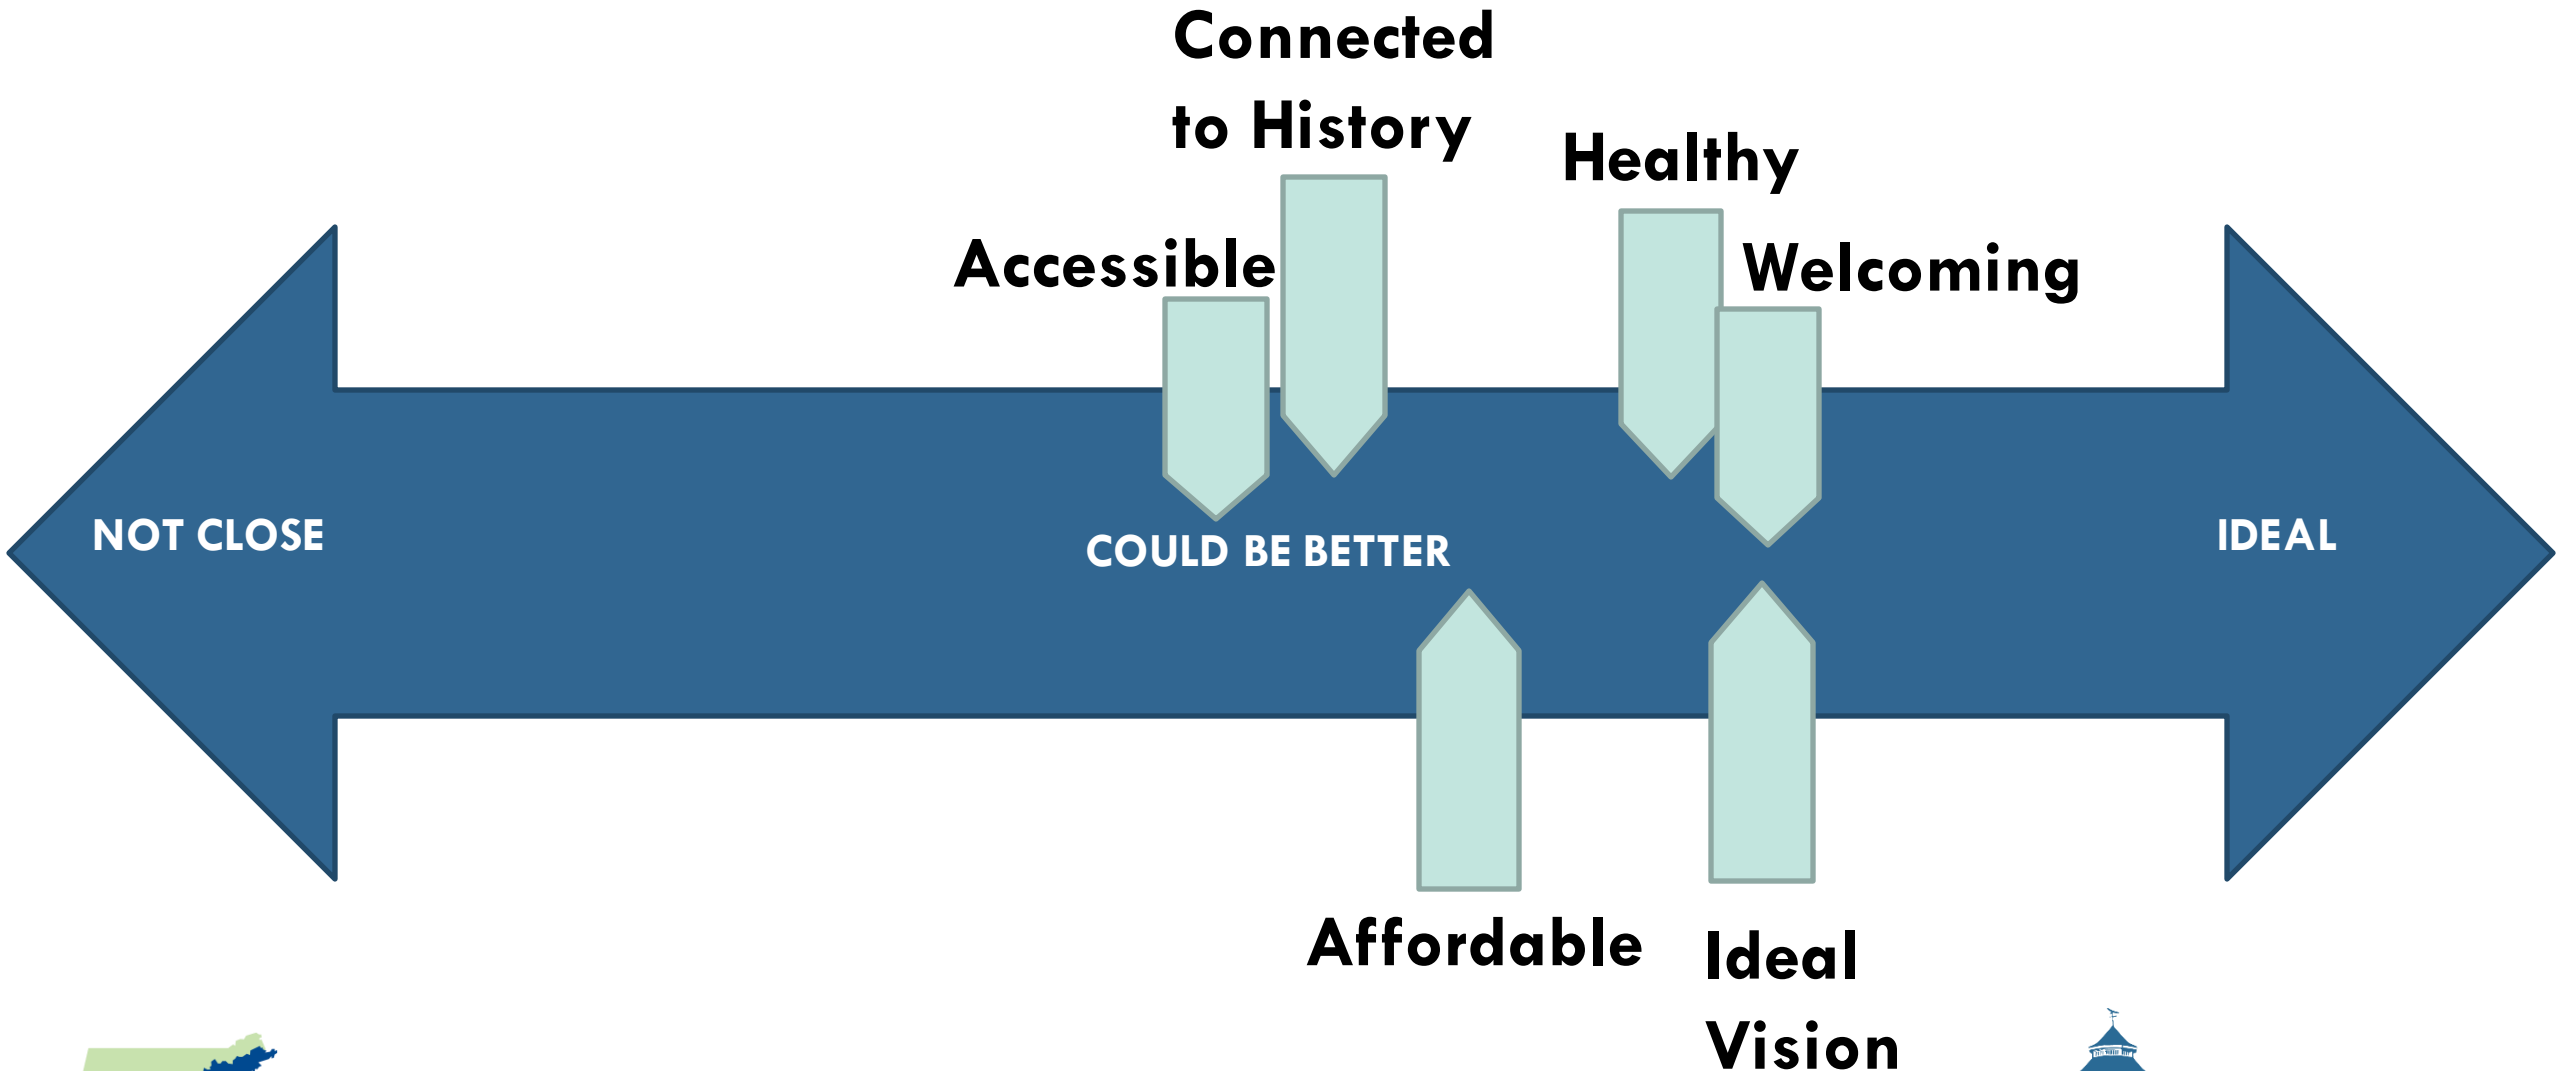 Connected
to History
Healthy
Accessible
Welcoming
NOT CLOSE
COULD BE BETTER
IDEAL
Affordable
Ideal
Vision